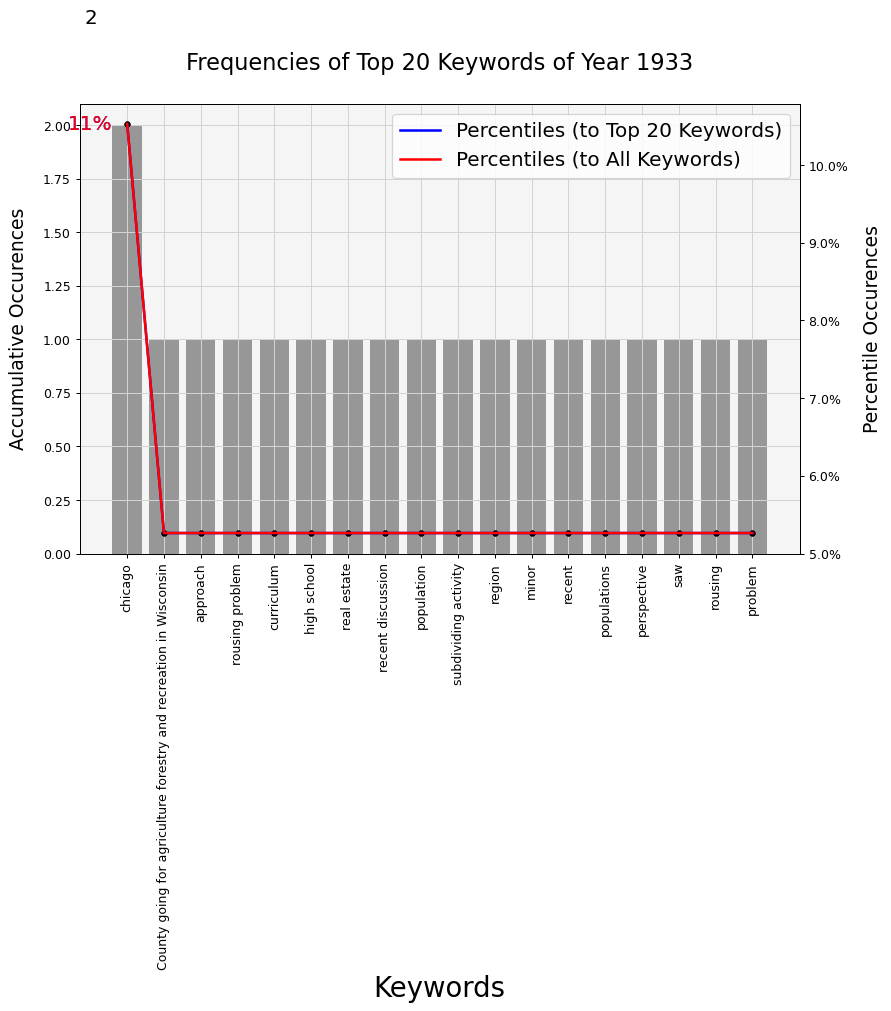 2
Frequencies of Top 20 Keywords of Year 1933
11%
Percentiles (to Top 20 Keywords)
Percentiles (to All Keywords)
Accumulative Occurences
2.00
1.75
1.50
1.25
1.00
0.75
0.50
0.25
0.00
10.0%
9.0%
8.0%
7.0%
6.0%
5.0%
Percentile Occurences
chicago
County going for agriculture forestry and recreation in Wisconsin
approach
rousing problem
curriculum
high school
real estate
recent discussion
population
subdividing activity
region
minor
recent
populations
perspective
saw
rousing
problem
Keywords